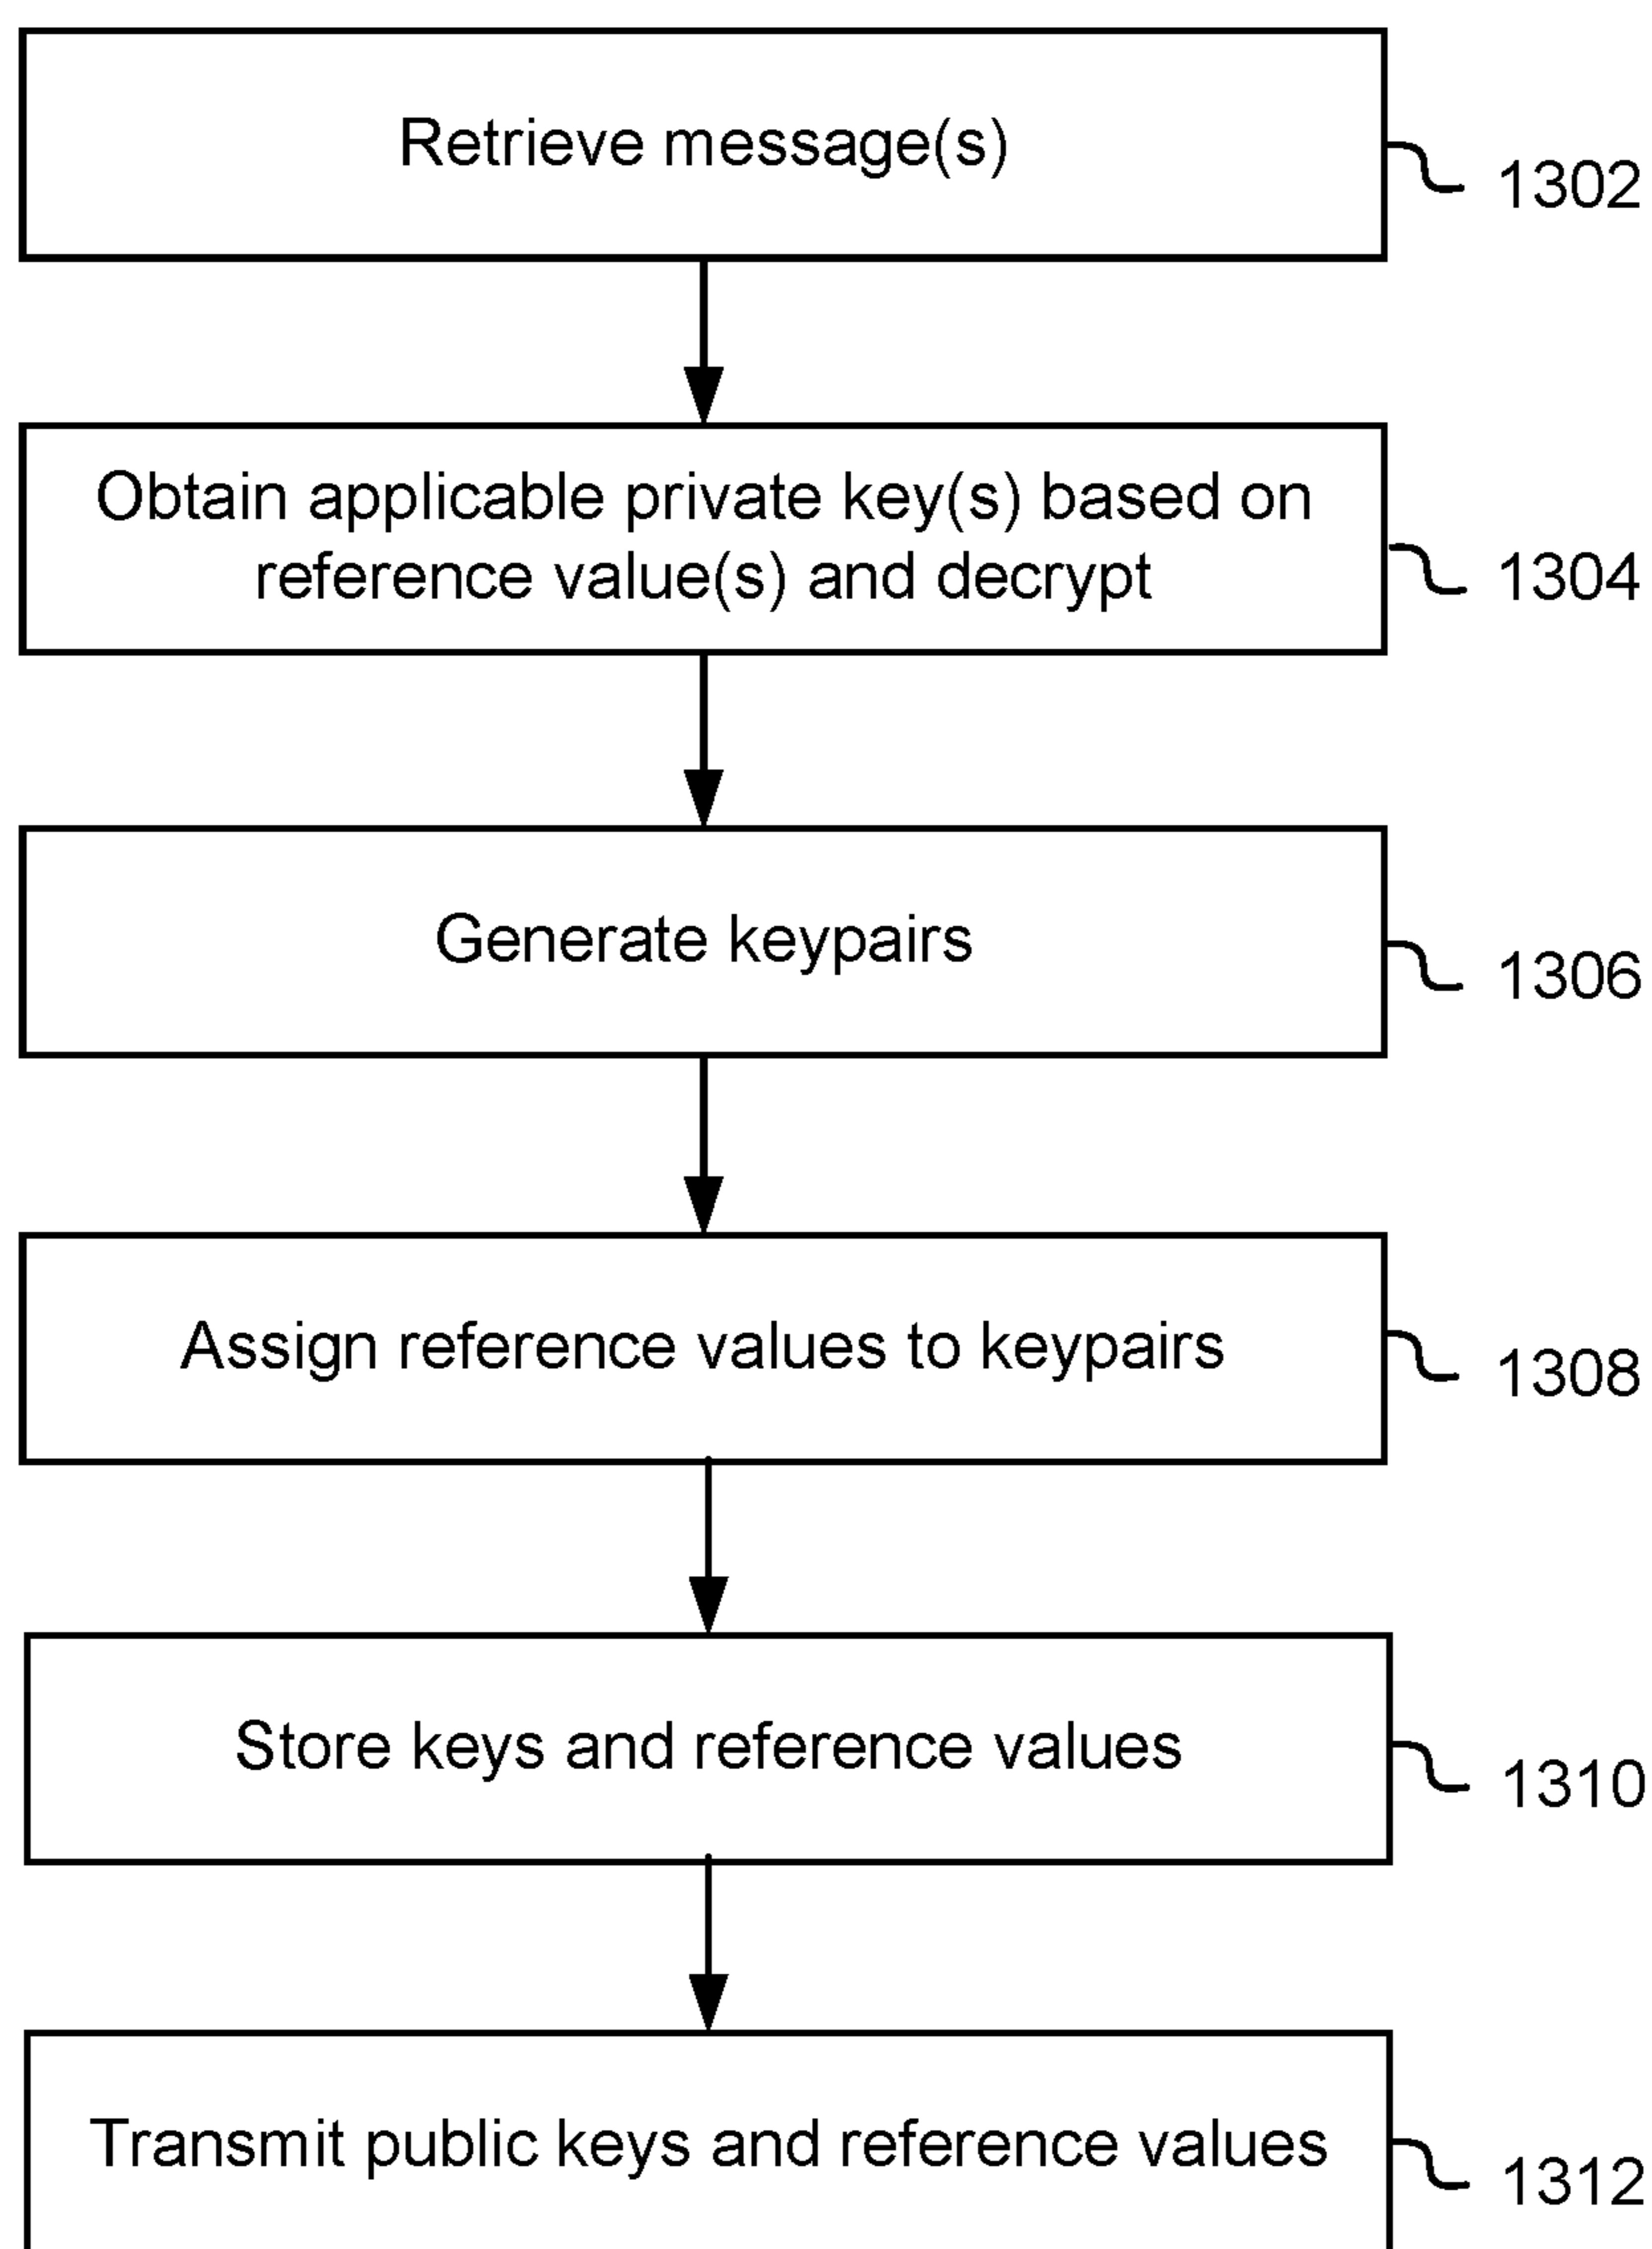 Retrieve message(s)
1302
Obtain applicable private key(s) based on
reference value(s) and decrypt
1304
Generate keypairs
1306
Assign reference values to keypairs
1308
Store keys and reference values
1310
Transmit public keys and reference values
1312